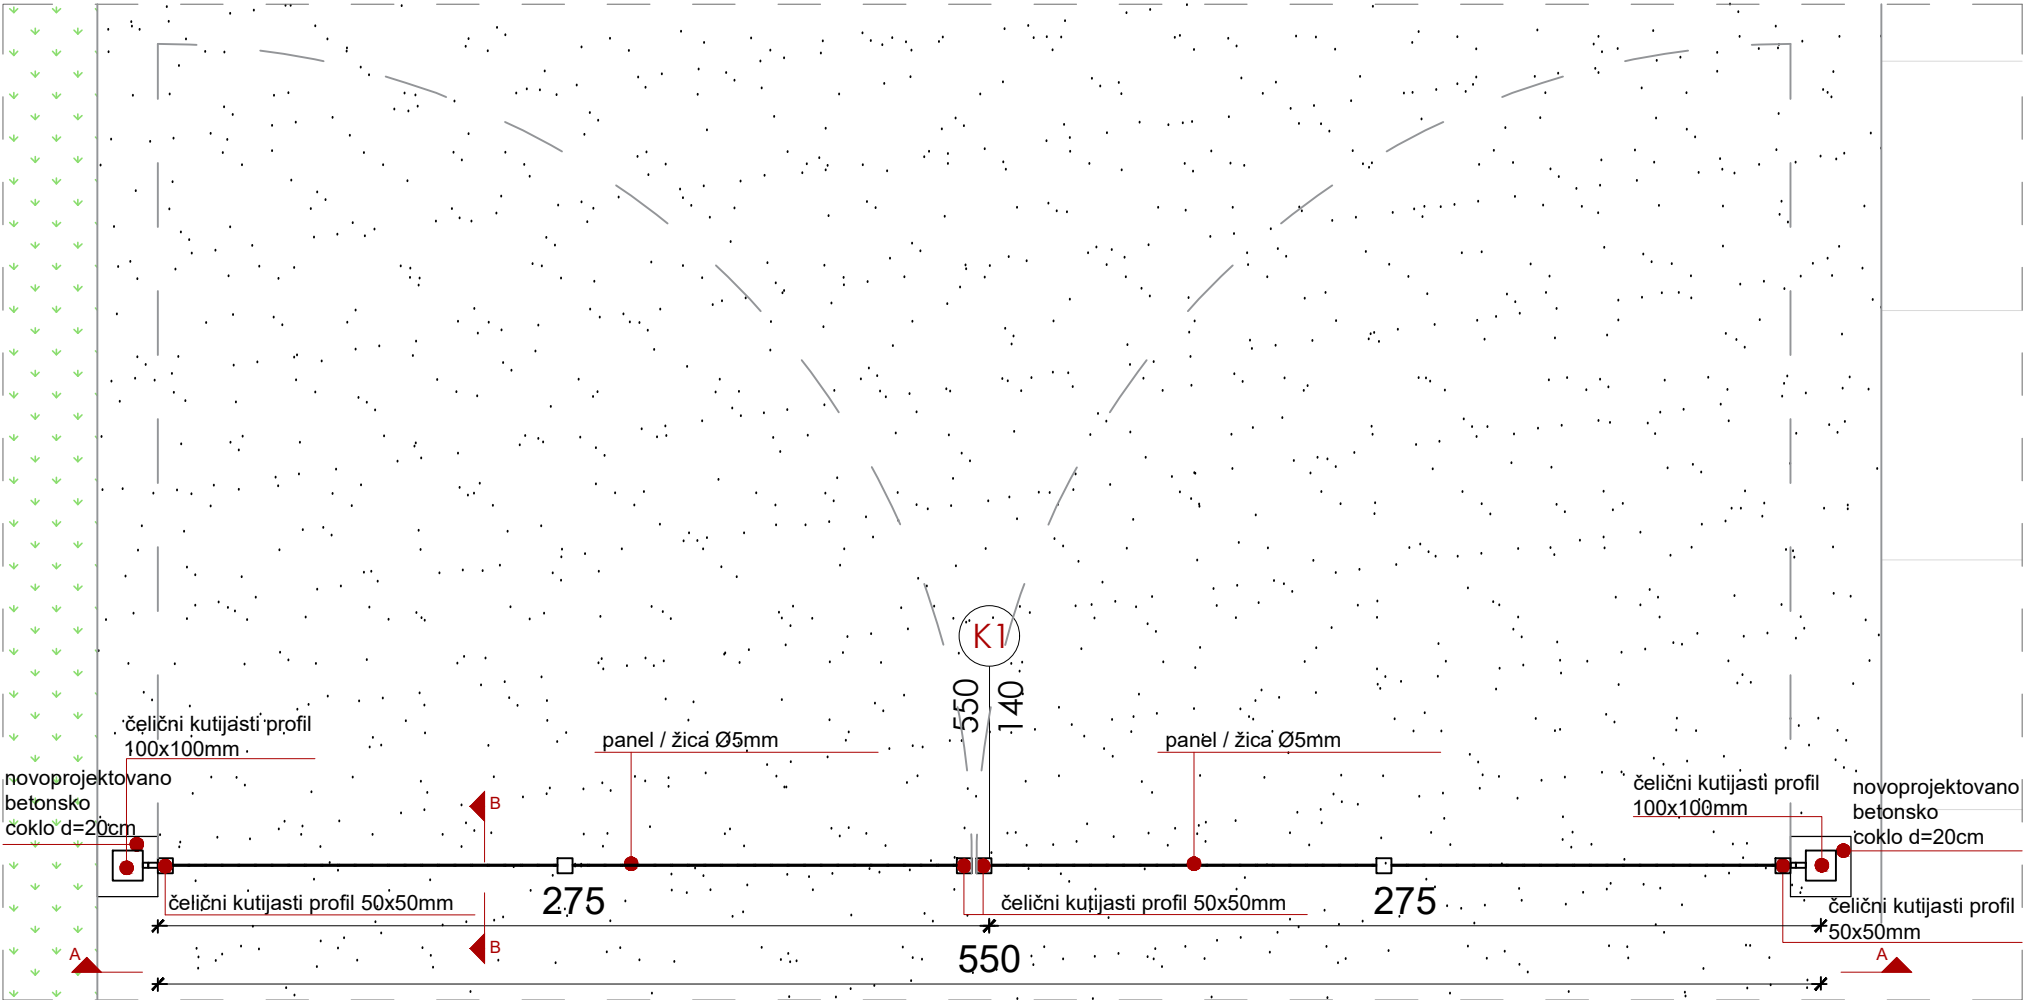 K1
550
140
čelični kutijasti profil
100x100mm
panel / žica Ø5mm
panel / žica Ø5mm
novoprojektovano
betonsko
coklo d=20cm
čelični kutijasti profil
100x100mm
novoprojektovano
betonsko
coklo d=20cm
B
čelični kutijasti profil 50x50mm
275
čelični kutijasti profil 50x50mm
275
čelični kutijasti profil
50x50mm
B
A
550
A